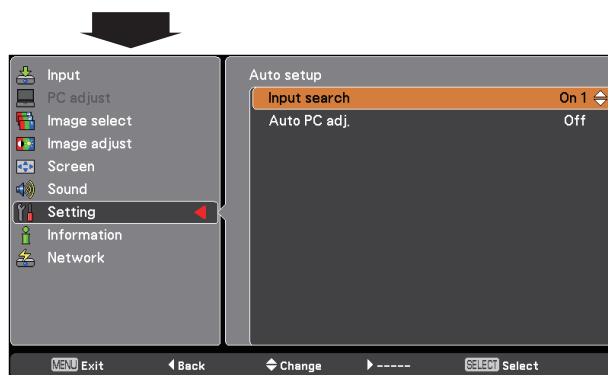 Input
PC adjust
Image select
Image adjust
Screen
Sound
Setting
Information
Network
Auto setup
Input search On 1
Auto PC adj. Off
MENU Exit Back Change ----- SELECT Select